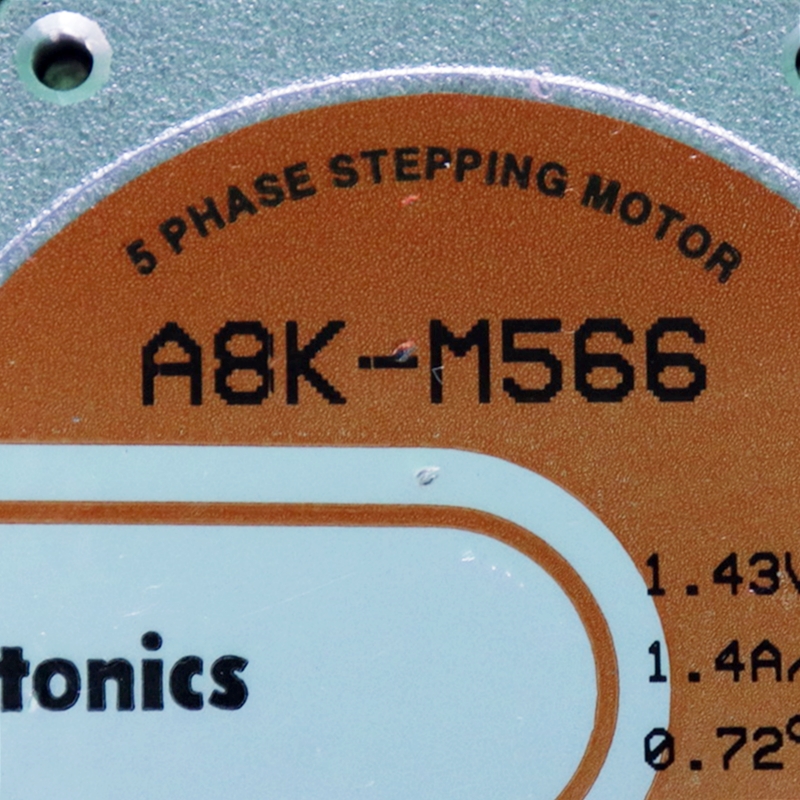 5 PHASE STEPPING MOTOR
A8K-M566
1.43V
1.4A/
tonics
0.72°